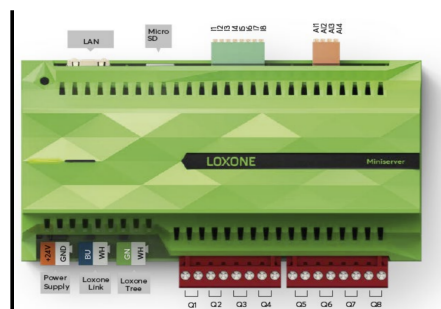 LAN
Micro
SD
I1
I2
I3
I4
I5
I6
I7
I8
AI1
AI2
AI3
AI4
LOXONE
Miniserver
+24V
GND
BU
WH
GN
WH
Power
Supply
Loxone
Link
Loxone
Tree
Q1
Q2
Q3
Q4
Q5
Q6
Q7
Q8